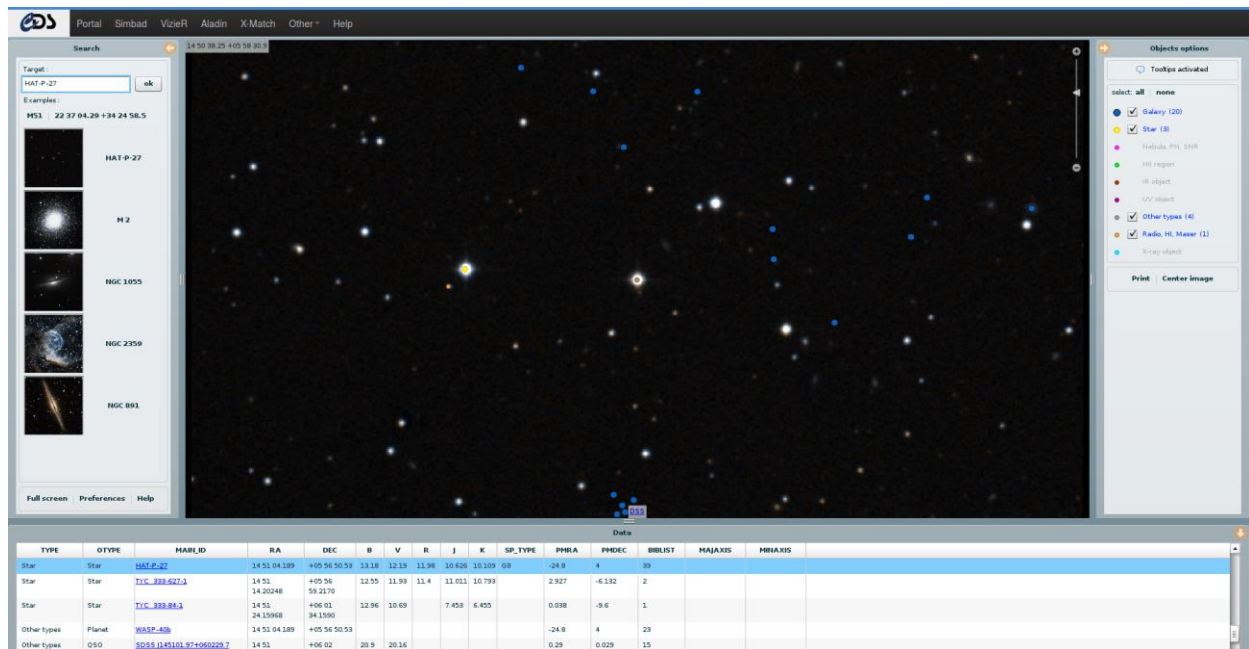 CDS Portal Simbad VizieR Aladin X-Match Other Help
Search
Target :
HAT-P-27 ok
Examples :
M51 22 37 04.29 +34 24 58.5
HAT-P-27
M 2
NGC 1055
NGC 2359
NGC 891
Full screen Preferences Help
14 50 38.25 +05 58 30.9
DSS
Objects options
Tooltips activated
select: all none
Galaxy (20)
Star (3)
Nebula, PN, SNR
HII region
IR object
UV object
Other types (4)
Radio, HI, Maser (1)
X-ray object
Print Center image
Data
TYPE OTYPE MAIN_ID RA DEC B V R J K SP_TYPE PMRA PMDEC BIBLIST MAJAXIS MINAXIS
Star Star HAT-P-27 14 51 04.189 +05 56 50.53 13.18 12.19 11.98 10.626 10.109 G8 -24.8 4 39
Star Star TYC 333-627-1 14 51 14.20248 +05 56 59.2170 12.55 11.93 11.4 11.011 10.793 2.927 -6.132 2
Star Star TYC 333-84-1 14 51 24.15968 +06 01 34.1590 12.96 10.69 7.453 6.455 0.038 -9.6 1
Other types Planet WASP-40b 14 51 04.189 +05 56 50.53 -24.8 4 23
Other types QSO SDSS J145101.97+060229.7 14 51 +06 02 20.9 20.16 0.29 0.029 15